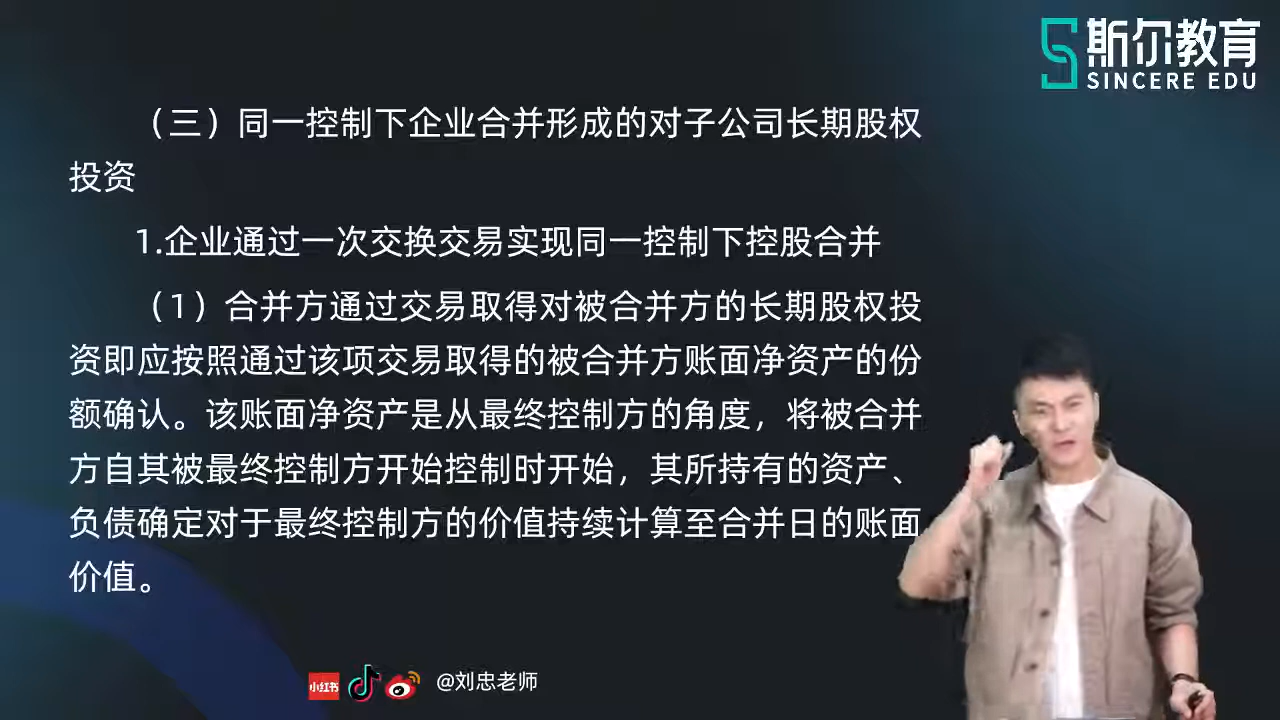 斯尔教育
SINCERE EDU
（三）同一控制下企业合并形成的对子公司长期股权
投资
1.企业通过一次交换交易实现同一控制下控股合并
（1）合并方通过交易取得对被合并方的长期股权投
资即应按照通过该项交易取得的被合并方账面净资产的份
额确认。该账面净资产是从最终控制方的角度，将被合并
方自其被最终控制方开始控制时开始，其所持有的资产、
负债确定对于最终控制方的价值持续计算至合并日的账面
价值。
小红书
@刘忠老师